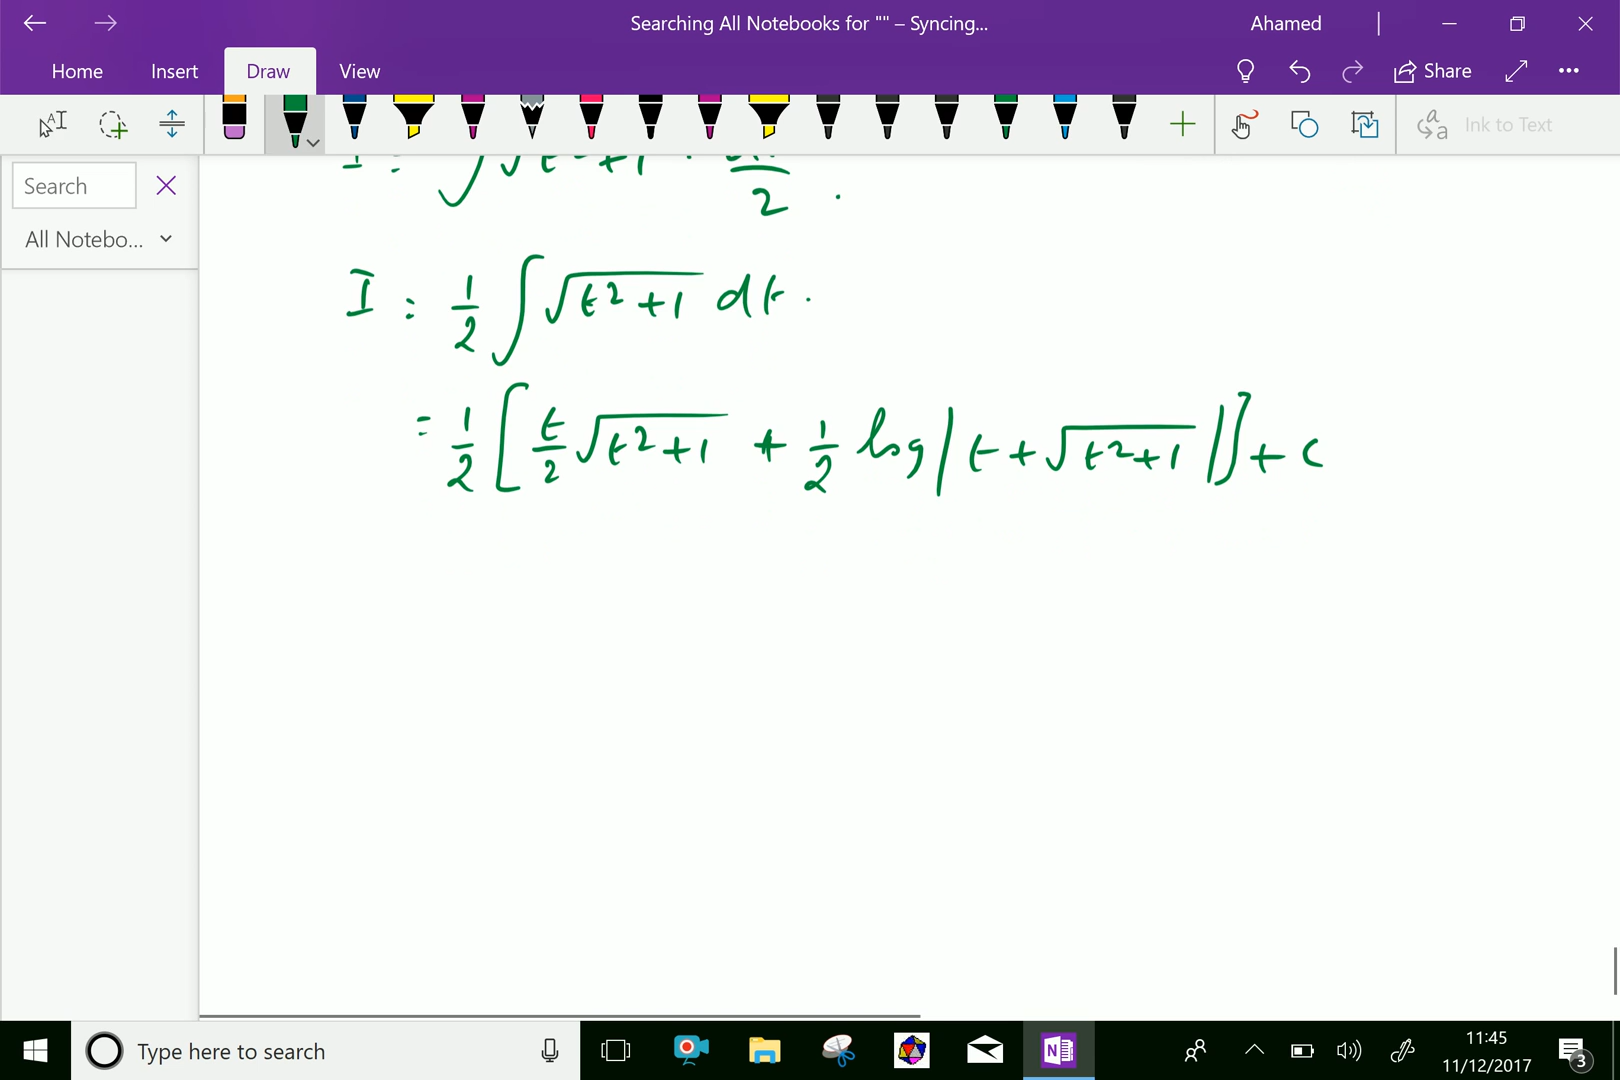 Searching All Notebooks for "" – Syncing...
Ahamed
Home Insert Draw View
Share
Ink to Text
Search
All Notebo...
I = ∫ √t²+1 . /2 .
I = 1/2 ∫ √t²+1 dt .
= 1/2 [ t/2 √t²+1 + 1/2 log | t + √t²+1 | ] + c
Type here to search
11:45
11/12/2017
3